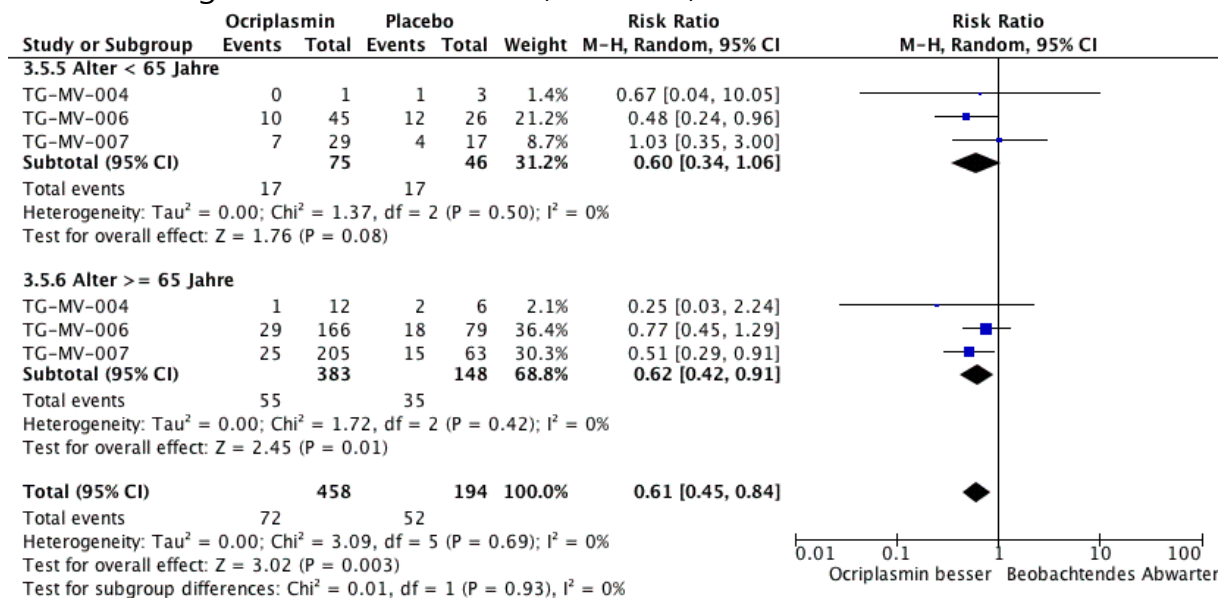 Ocriplasmin Placebo Risk Ratio Risk Ratio
Study or Subgroup Events Total Events Total Weight M-H, Random, 95% CI M-H, Random, 95% CI
3.5.5 Alter < 65 Jahre
TG-MV-004 0 1 1 3 1.4% 0.67 [0.04, 10.05]
TG-MV-006 10 45 12 26 21.2% 0.48 [0.24, 0.96]
TG-MV-007 7 29 4 17 8.7% 1.03 [0.35, 3.00]
Subtotal (95% CI) 75 46 31.2% 0.60 [0.34, 1.06]
Total events 17 17
Heterogeneity: Tau² = 0.00; Chi² = 1.37, df = 2 (P = 0.50); I² = 0%
Test for overall effect: Z = 1.76 (P = 0.08)
3.5.6 Alter >= 65 Jahre
TG-MV-004 1 12 2 6 2.1% 0.25 [0.03, 2.24]
TG-MV-006 29 166 18 79 36.4% 0.77 [0.45, 1.29]
TG-MV-007 25 205 15 63 30.3% 0.51 [0.29, 0.91]
Subtotal (95% CI) 383 148 68.8% 0.62 [0.42, 0.91]
Total events 55 35
Heterogeneity: Tau² = 0.00; Chi² = 1.72, df = 2 (P = 0.42); I² = 0%
Test for overall effect: Z = 2.45 (P = 0.01)
Total (95% CI) 458 194 100.0% 0.61 [0.45, 0.84]
Total events 72 52
Heterogeneity: Tau² = 0.00; Chi² = 3.09, df = 5 (P = 0.69); I² = 0%
Test for overall effect: Z = 3.02 (P = 0.003)
Test for subgroup differences: Chi² = 0.01, df = 1 (P = 0.93), I² = 0%
0.01 0.1 1 10 100
Ocriplasmin besser Beobachtendes Abwarten